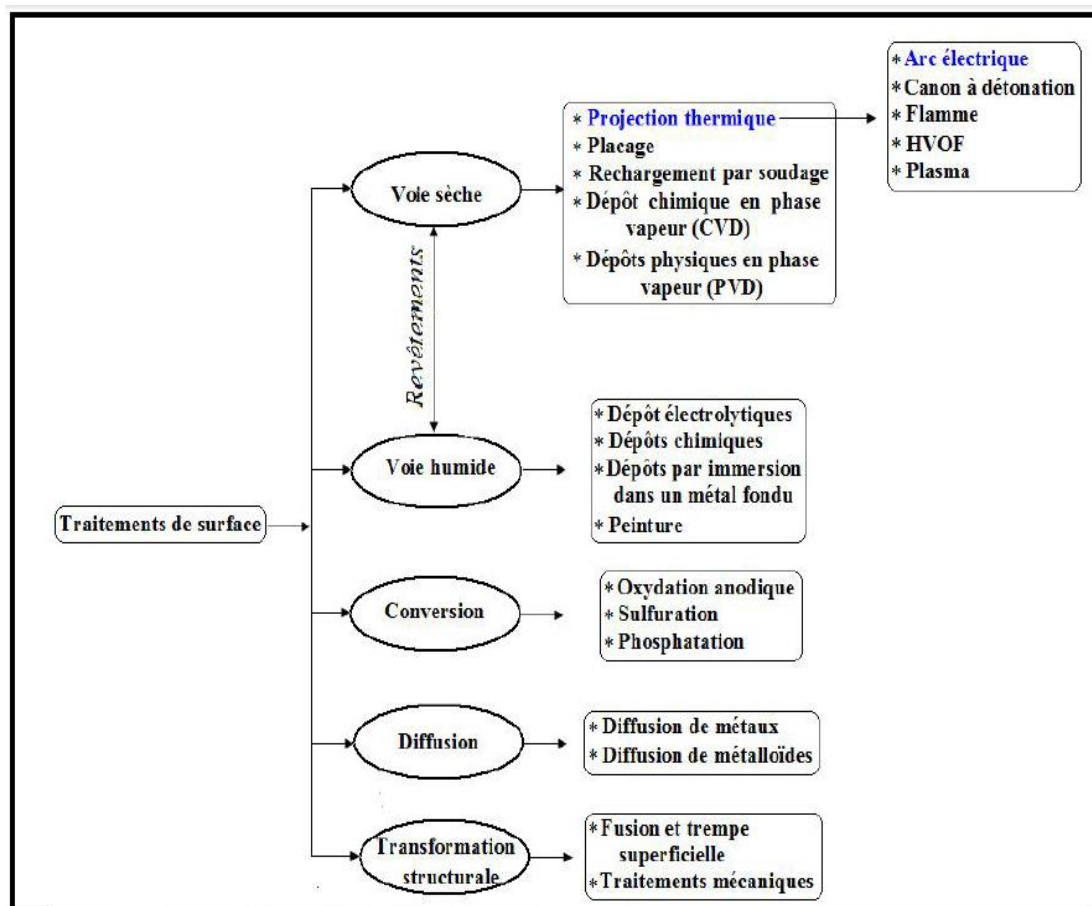 Traitements de surface
Voie sèche
* Projection thermique
* Placage
* Rechargement par soudage
* Dépôt chimique en phase
vapeur (CVD)
* Dépôts physiques en phase
vapeur (PVD)
* Arc électrique
* Canon à détonation
* Flamme
* HVOF
* Plasma
Revêtements
Voie humide
* Dépôt électrolytiques
* Dépôts chimiques
* Dépôts par immersion
dans un métal fondu
* Peinture
Conversion
* Oxydation anodique
* Sulfuration
* Phosphatation
Diffusion
* Diffusion de métaux
* Diffusion de métalloïdes
Transformation
structurale
* Fusion et trempe
superficielle
* Traitements mécaniques